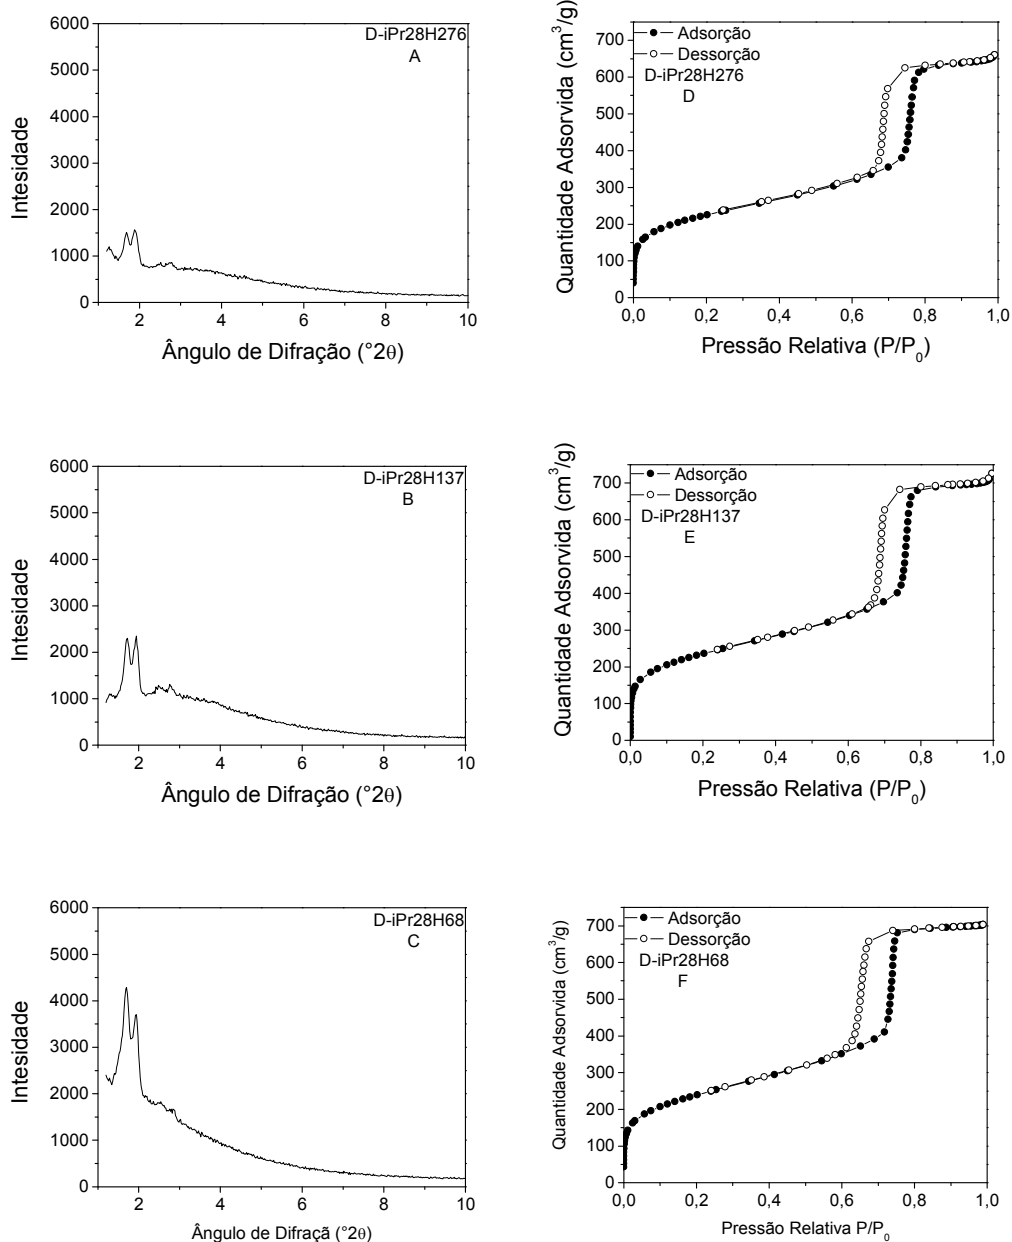 6000
5000
4000
3000
2000
1000
0
Intesidade
D-iPr28H276
A
2
4
6
8
10
Ângulo de Difração (°2θ)
700
600
500
400
300
200
100
0
Quantidade Adsorvida (cm³/g)
Adsorção
Dessorção
D-iPr28H276
D
0,0
0,2
0,4
0,6
0,8
1,0
Pressão Relativa (P/P₀)
6000
5000
4000
3000
2000
1000
0
Intesidade
D-iPr28H137
B
2
4
6
8
10
Ângulo de Difração (°2θ)
700
600
500
400
300
200
100
0
Quantidade Adsorvida (cm³/g)
Adsorção
Dessorção
D-iPr28H137
E
0,0
0,2
0,4
0,6
0,8
1,0
Pressão Relativa (P/P₀)
6000
5000
4000
3000
2000
1000
0
Intesidade
D-iPr28H68
C
2
4
6
8
10
Ângulo de Difraçã (°2θ)
700
600
500
400
300
200
100
0
Quantidade Adsorvida (cm³/g)
Adsorção
Dessorção
D-iPr28H68
F
0,0
0,2
0,4
0,6
0,8
1,0
Pressão Relativa P/P₀